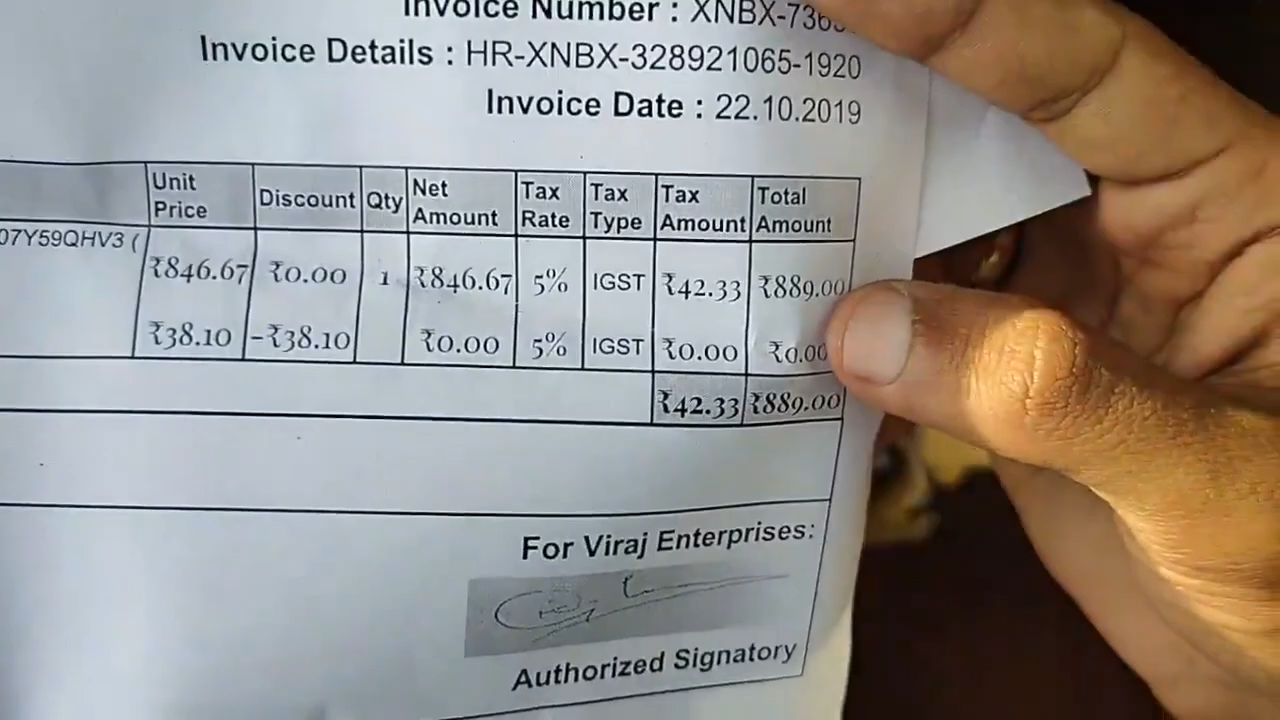 Invoice Number :
Invoice Details : HR-XNBX-328921065-1920
Invoice Date : 22.10.2019
Unit Price Discount Qty Net Amount Tax Rate Tax Type Tax Amount Total Amount
07Y59QHV3 (
₹846.67 ₹0.00 1 ₹846.67 5% IGST ₹42.33 ₹889.00
₹38.10 -₹38.10 ₹0.00 5% IGST ₹0.00 ₹0.00
₹42.33 ₹889.00
For Viraj Enterprises:
Authorized Signatory